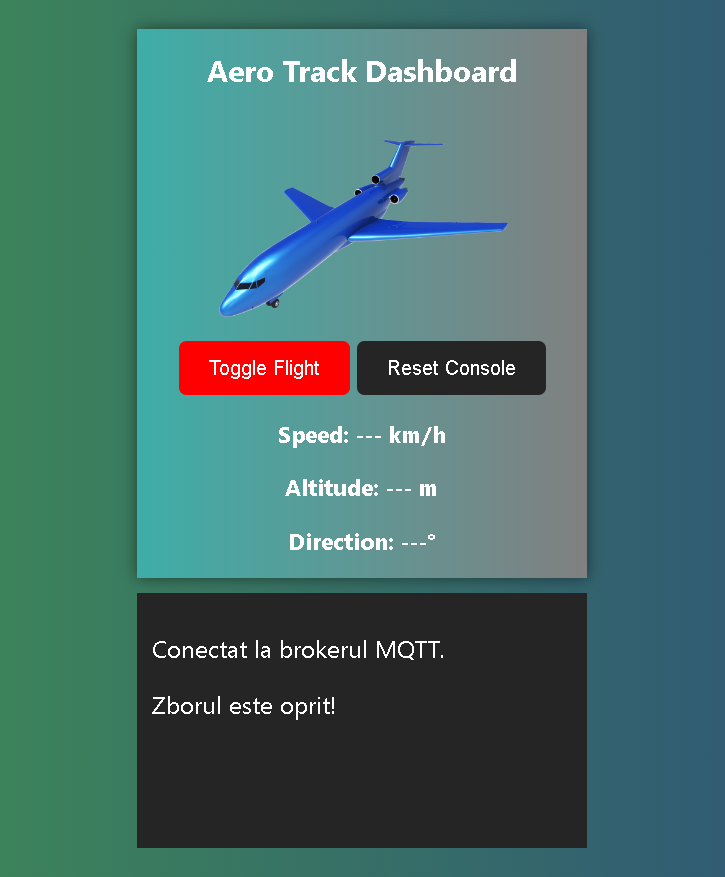 Aero Track Dashboard
Toggle Flight
Reset Console
Speed: --- km/h
Altitude: --- m
Direction: ---°
Conectat la brokerul MQTT.
Zborul este oprit!